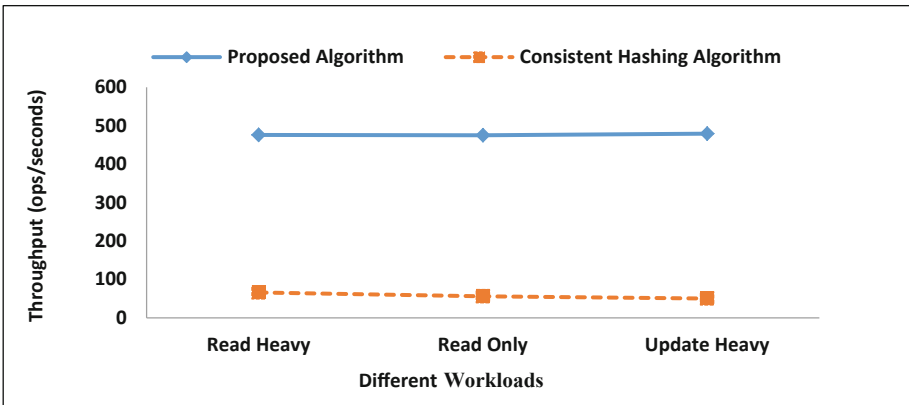 Proposed Algorithm Consistent Hashing Algorithm
Throughput (ops/seconds)
600
500
400
300
200
100
0
Read Heavy Read Only Update Heavy
Different Workloads